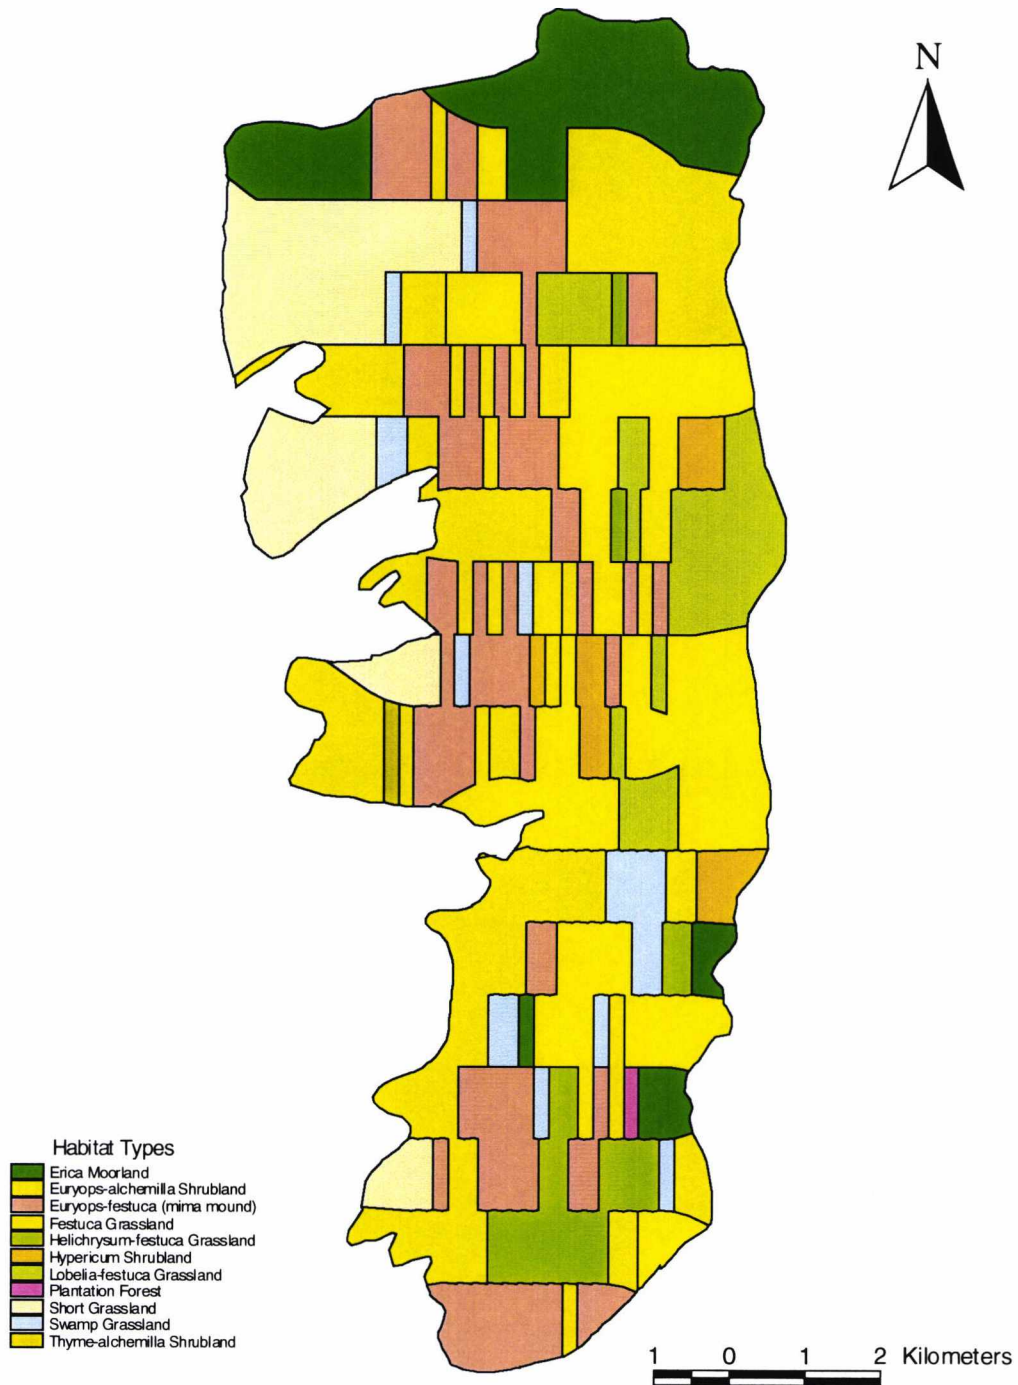 N
Habitat Types
Erica Moorland
Euryops-alchemilla Shrubland
Euryops-festuca (mima mound)
Festuca Grassland
Helichrysum-festuca Grassland
Hypericum Shrubland
Lobelia-festuca Grassland
Plantation Forest
Short Grassland
Swamp Grassland
Thyme-alchemilla Shrubland
1 0 1 2 Kilometers